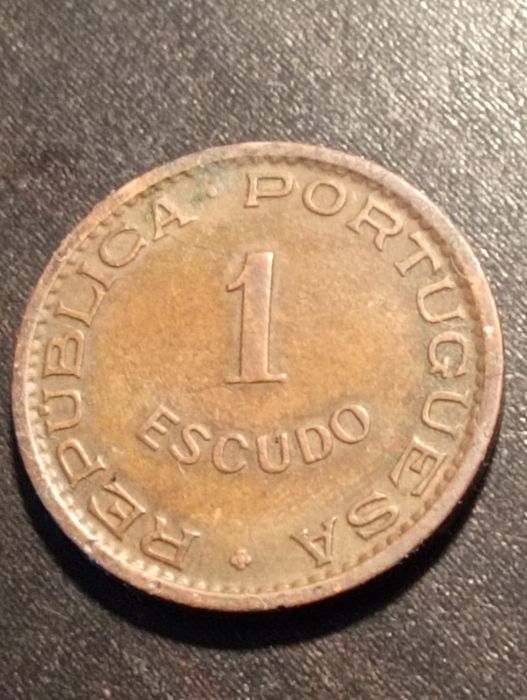 REPUBLICA · PORTUGUESA
1
ESCUDO